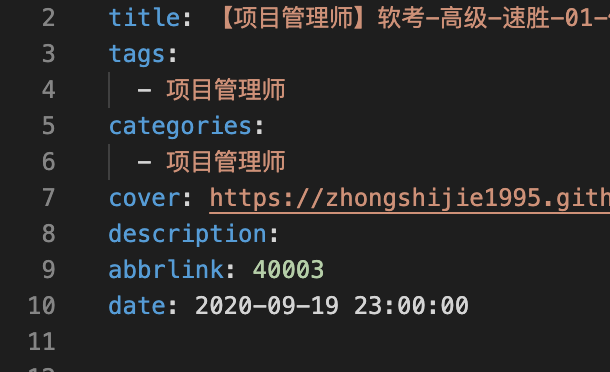 2 title: 【项目管理师】软考-高级-速胜-01-
3 tags:
4 - 项目管理师
5 categories:
6 - 项目管理师
7 cover: https://zhongshijie1995.gith
8 description:
9 abbrlink: 40003
10 date: 2020-09-19 23:00:00
11